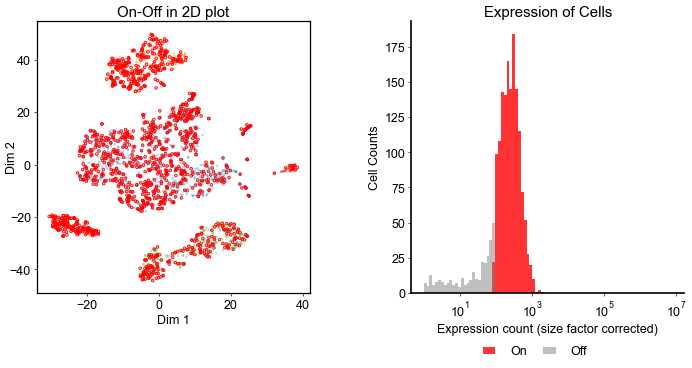 On-Off in 2D plot
40
20
0
−20
−40
Dim 2
−20
0
20
40
Dim 1
Expression of Cells
175
150
125
100
75
50
25
0
Cell Counts
10^1
10^3
10^5
10^7
Expression count (size factor corrected)
On
Off